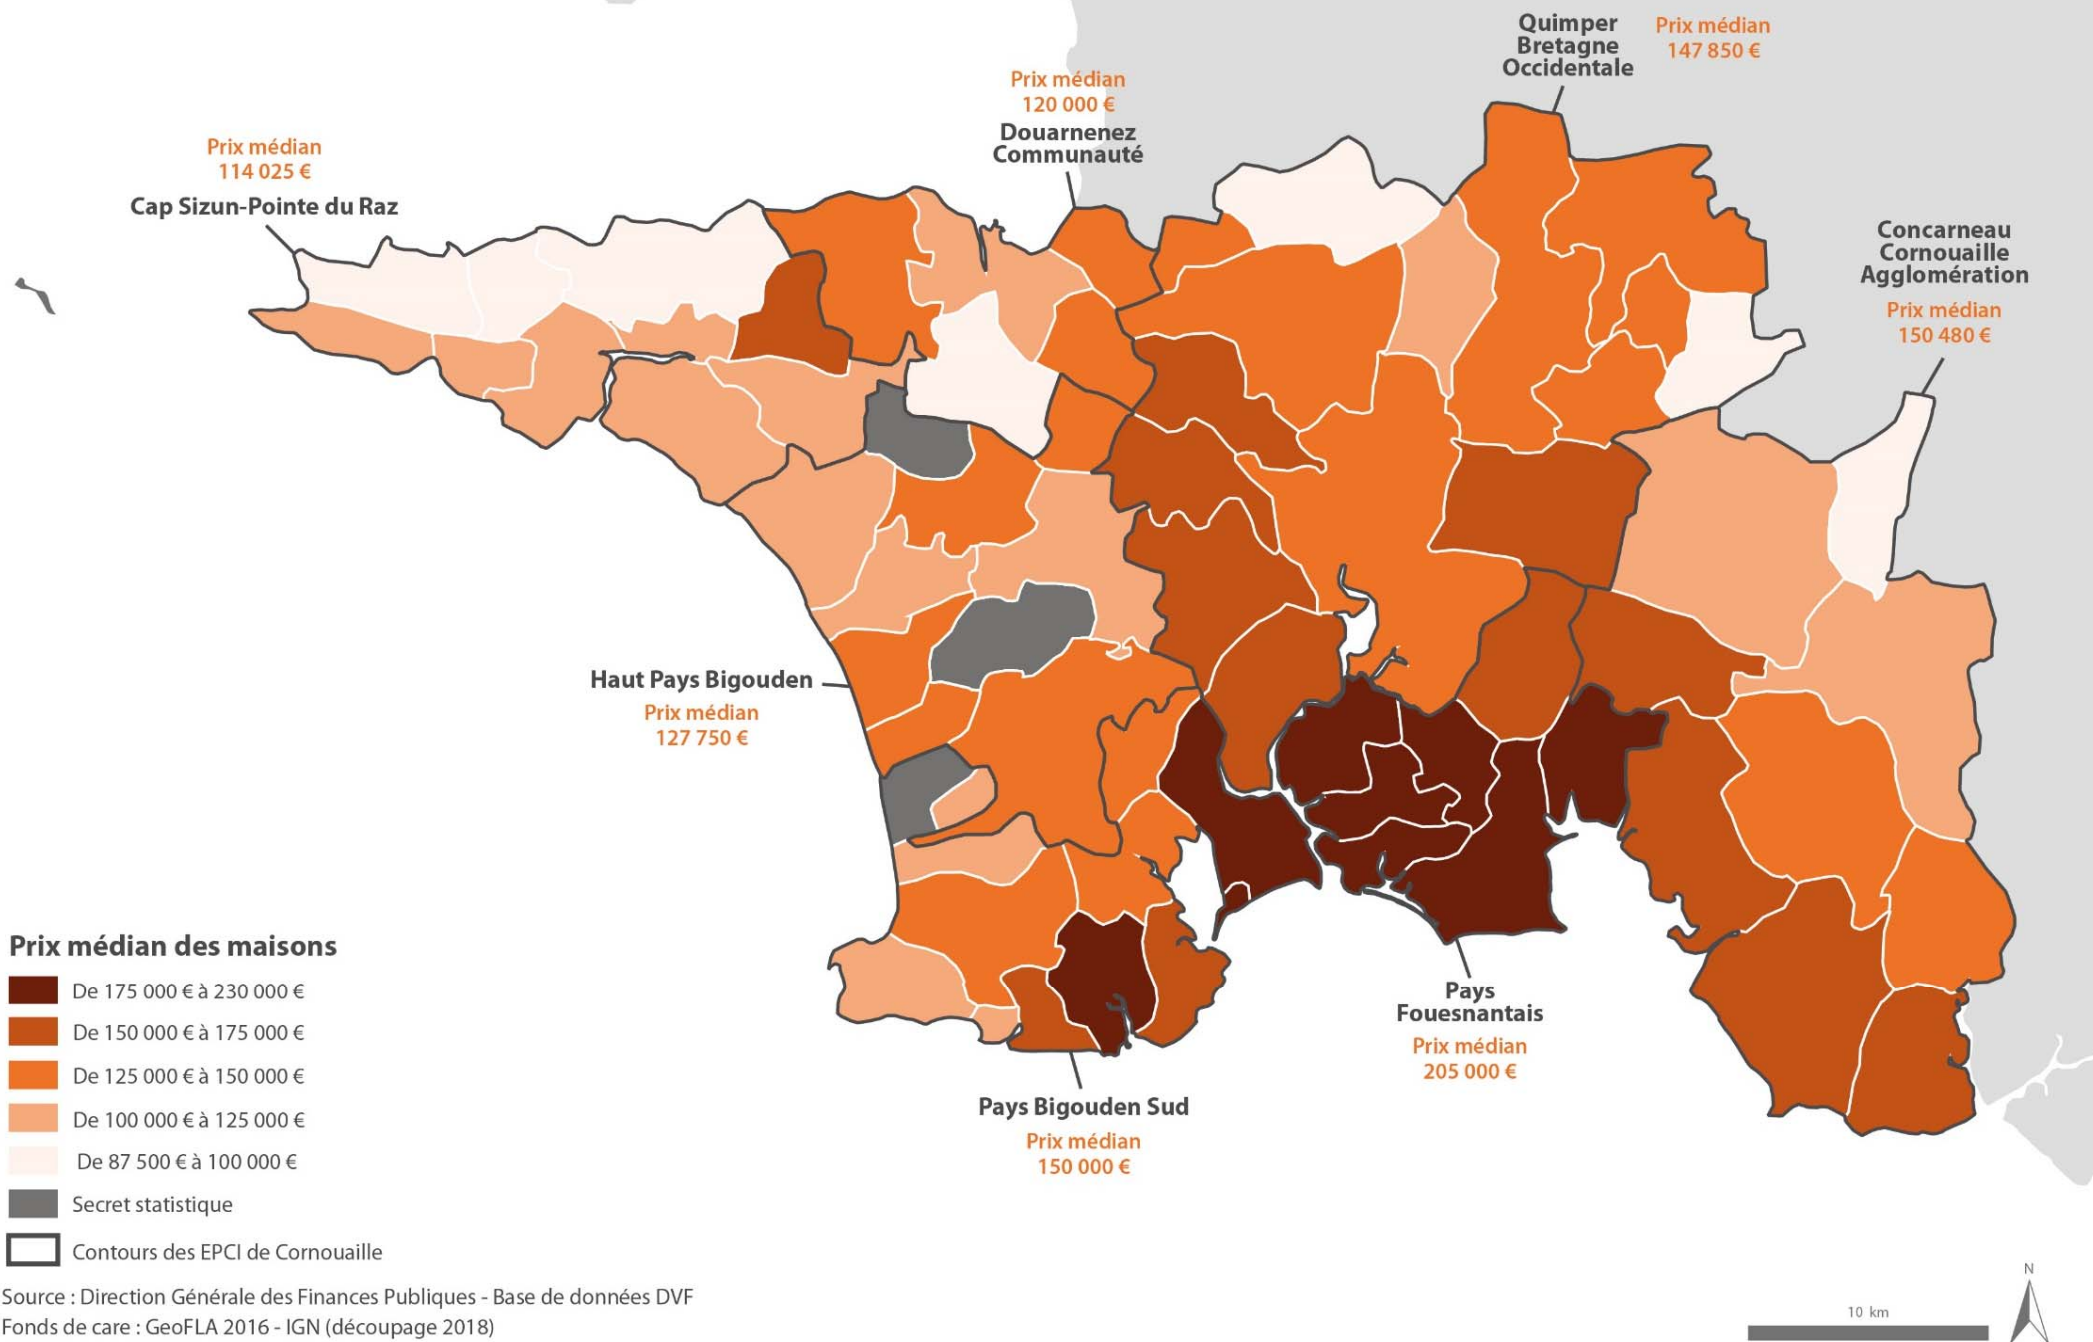 Quimper
Bretagne
Occidentale
Prix médian
147 850 €
Prix médian
120 000 €
Douarnenez
Communauté
Prix médian
114 025 €
Cap Sizun-Pointe du Raz
Concarneau
Cornouaille
Agglomération
Prix médian
150 480 €
Haut Pays Bigouden
Prix médian
127 750 €
Pays
Fouesnantais
Prix médian
205 000 €
Pays Bigouden Sud
Prix médian
150 000 €
Prix médian des maisons
De 175 000 € à 230 000 €
De 150 000 € à 175 000 €
De 125 000 € à 150 000 €
De 100 000 € à 125 000 €
De 87 500 € à 100 000 €
Secret statistique
Contours des EPCI de Cornouaille
Source : Direction Générale des Finances Publiques - Base de données DVF
Fonds de care : GeoFLA 2016 - IGN (découpage 2018)
10 km
N